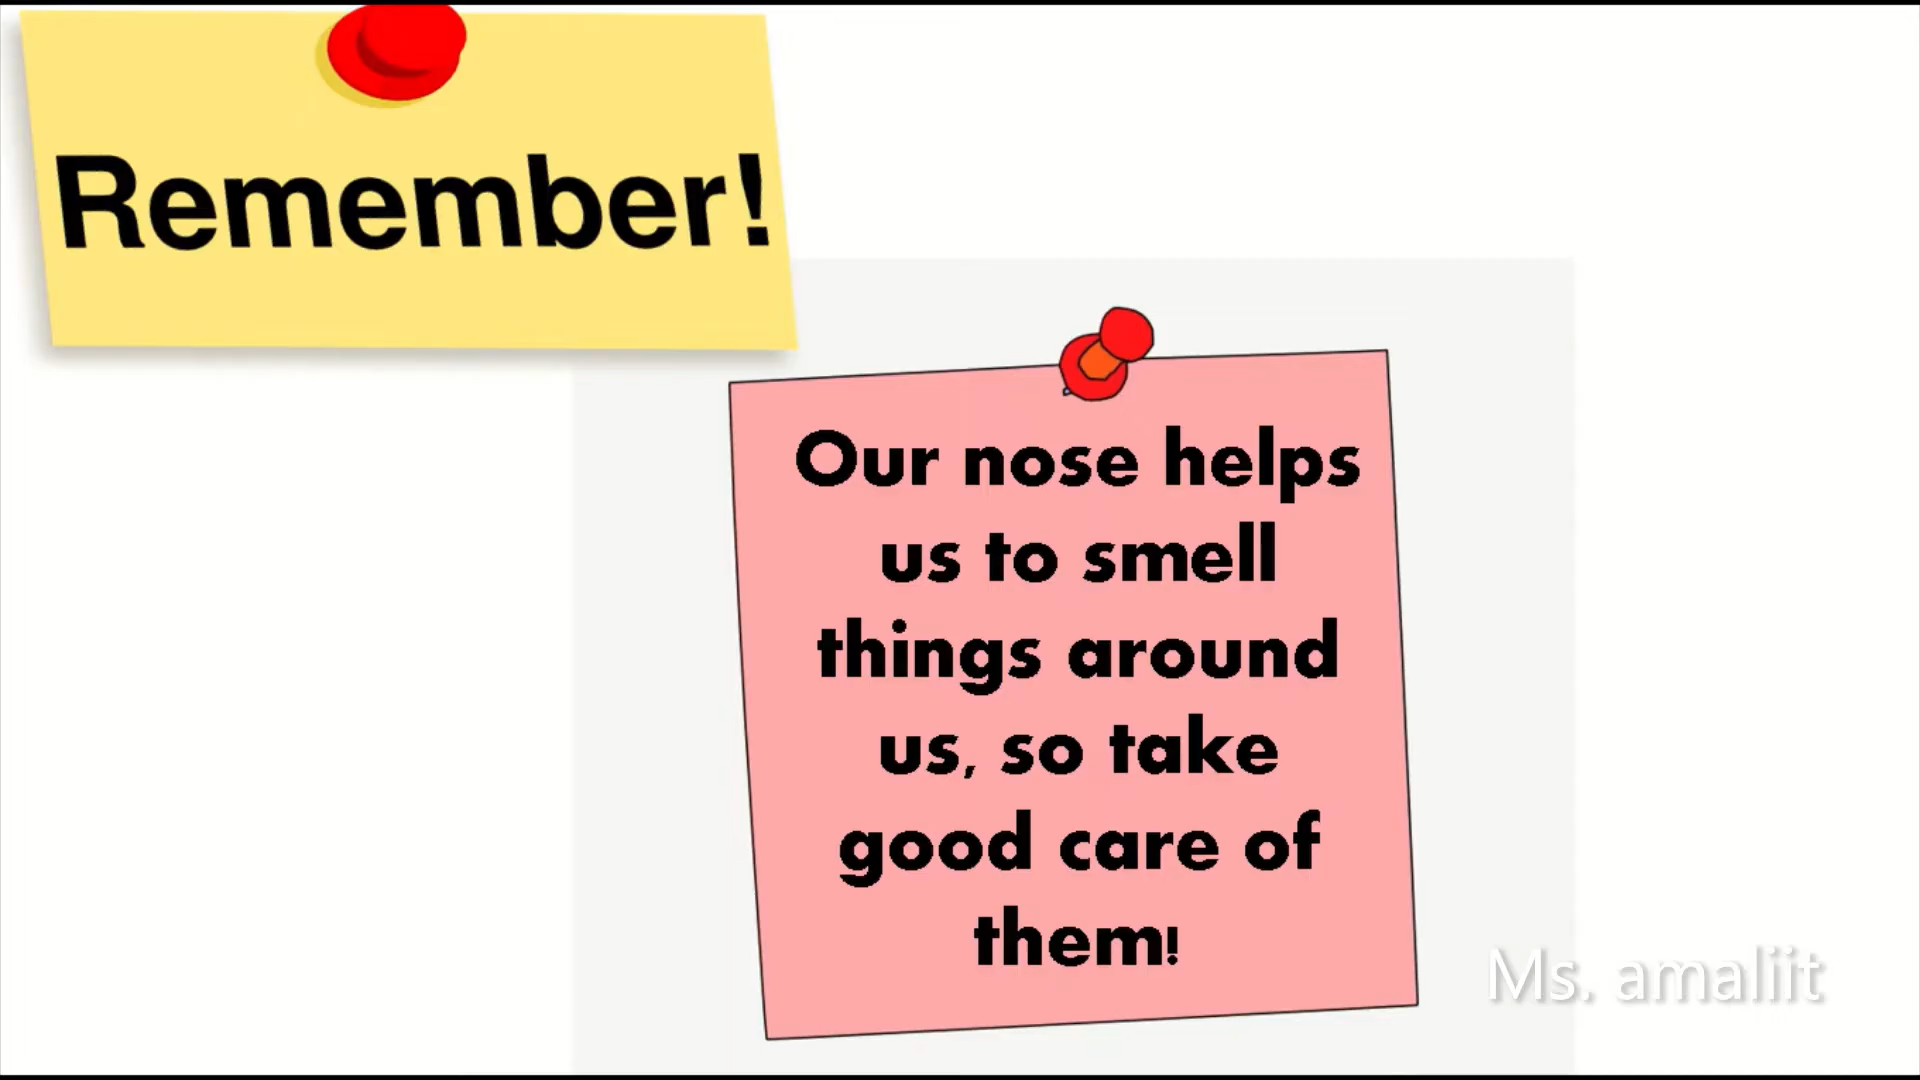 Remember!
Our nose helps
us to smell
things around
us, so take
good care of
them!
Ms. amaliit